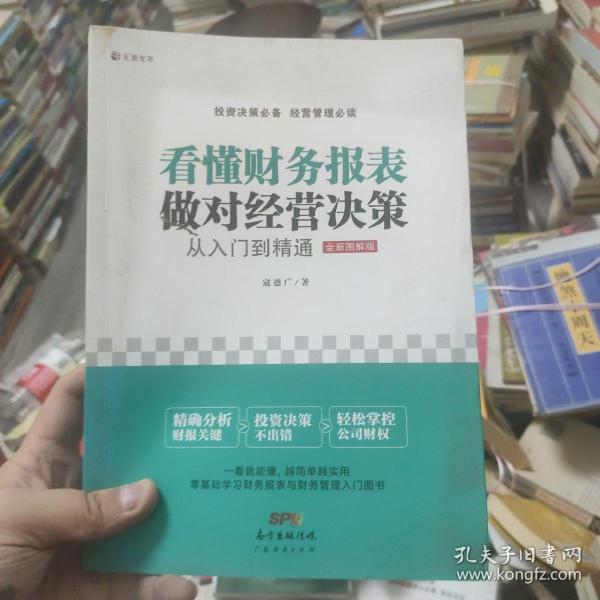 汇智光华
投资决策必备 经营管理必读
看懂财务报表
做对经营决策
从入门到精通 全新图解版
寇德广/著
精确分析 > 投资决策 > 轻松掌控
财报关键 不出错 公司财权
一看就能懂，越简单越实用
零基础学习财务报表与财务管理入门图书
SPM
南方出版传媒
广东音像出版社
地煞
周天
孔夫子旧书网
www.kongfz.com